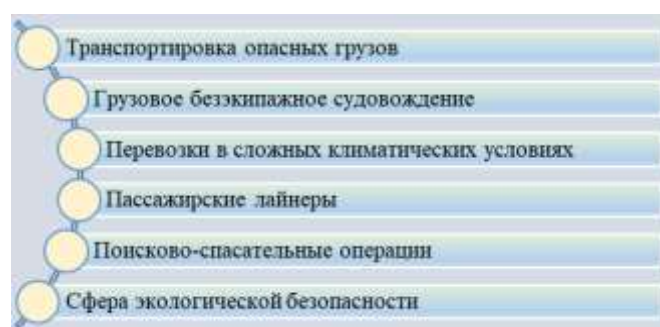 Транспортировка опасных грузов
Грузовое безэкипажное судовождение
Перевозки в сложных климатических условиях
Пассажирские лайнеры
Поисково-спасательные операции
Сфера экологической безопасности